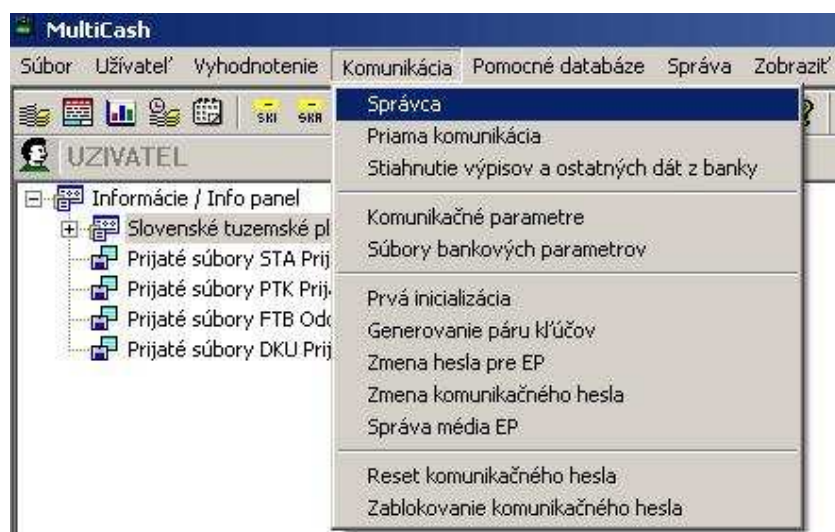 MultiCash
Súbor Užívateľ Vyhodnotenie Komunikácia Pomocné databáze Správa Zobraziť
SKI SKA
UZIVATEL
Informácie / Info panel
Slovenské tuzemské pl
Prijaté súbory STA Prij
Prijaté súbory PTK Prij
Prijaté súbory FTB Odo
Prijaté súbory DKU Prij
Správca
Priama komunikácia
Stiahnutie výpisov a ostatných dát z banky
Komunikačné parametre
Súbory bankových parametrov
Prvá inicializácia
Generovanie páru kľúčov
Zmena hesla pre EP
Zmena komunikačného hesla
Správa média EP
Reset komunikačného hesla
Zablokovanie komunikačného hesla